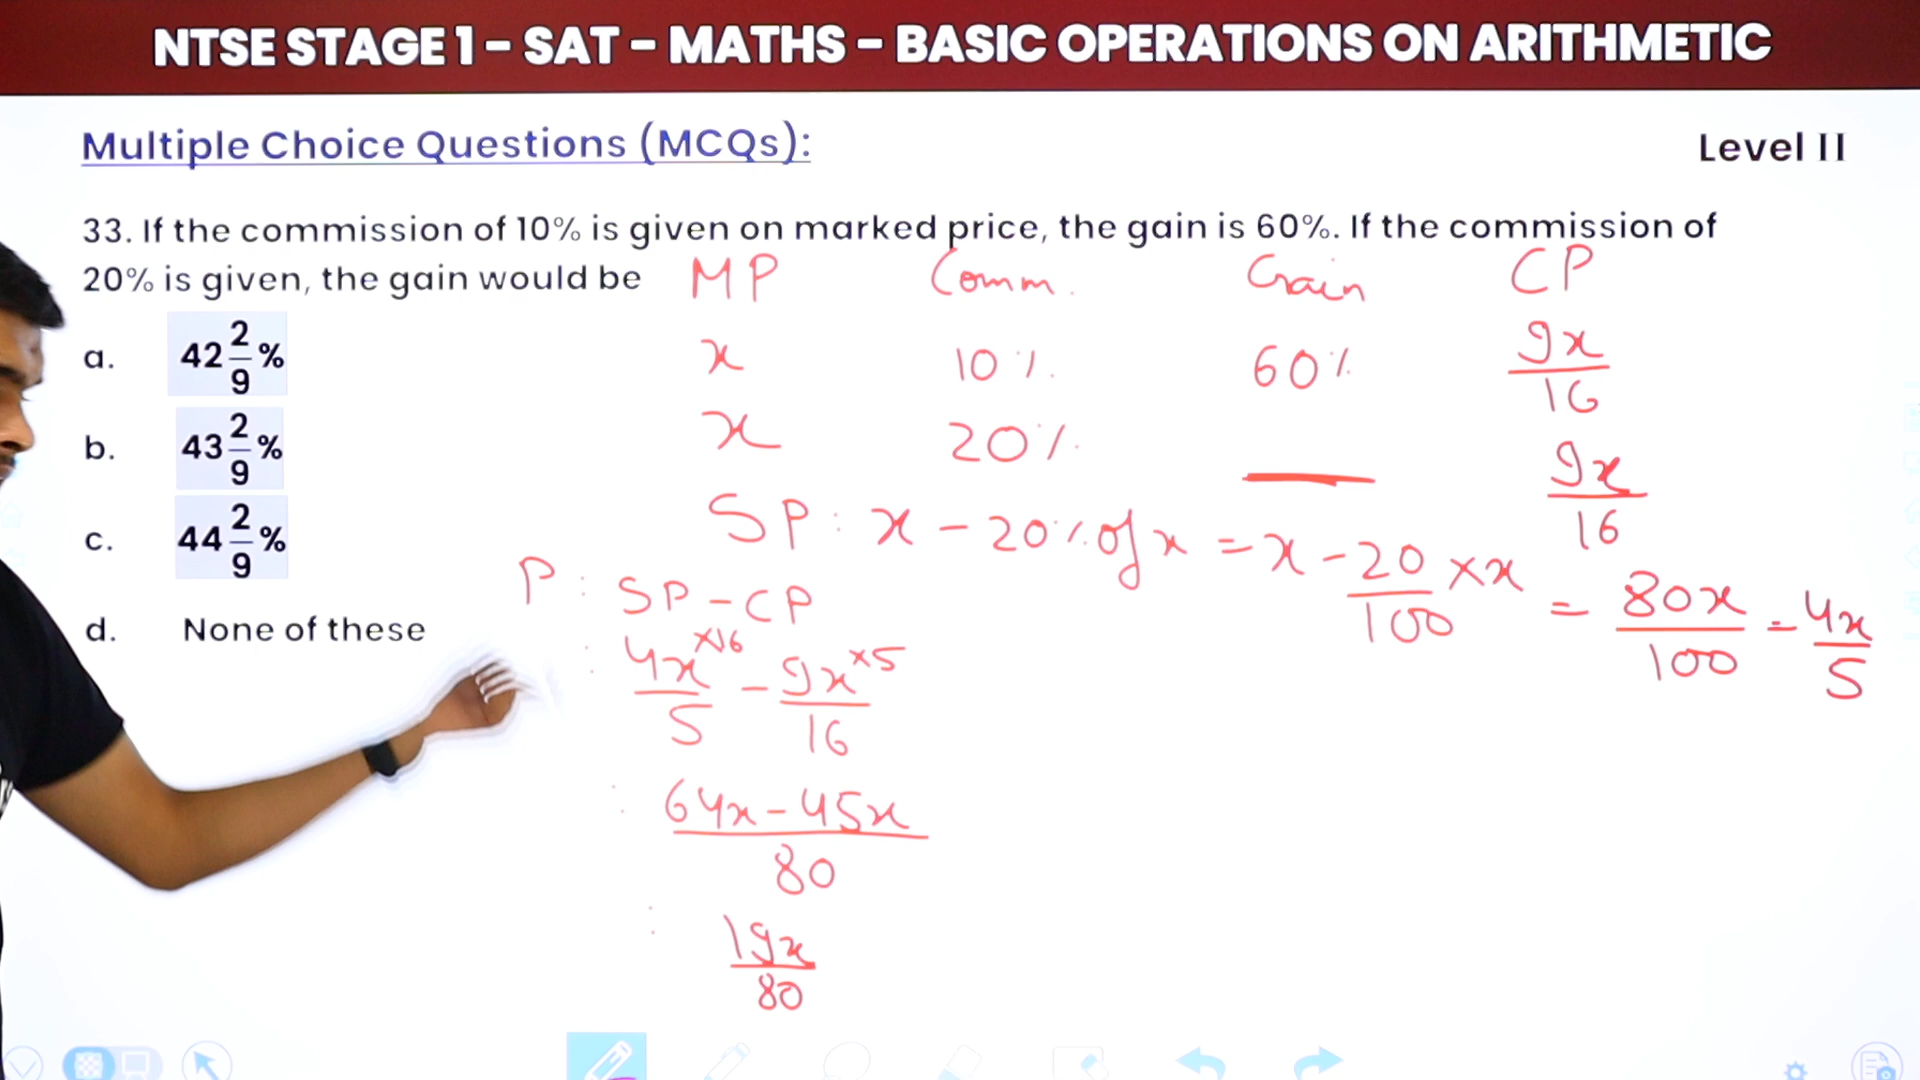 NTSE STAGE 1 – SAT – MATHS – BASIC OPERATIONS ON ARITHMETIC
Multiple Choice Questions (MCQs):
Level II
33. If the commission of 10% is given on marked price, the gain is 60%. If the commission of
20% is given, the gain would be
MP Comm. Gain CP
a. 42 2/9 %
x 10% 60% 9x/16
b. 43 2/9 %
x 20% 9x/16
c. 44 2/9 %
SP: x - 20% of x = x - 20/100 × x = 80x/100 = 4x/5
P: SP - CP
d. None of these
: 4x×16/5 - 9x×5/16
: 64x - 45x/80
: 19x/80